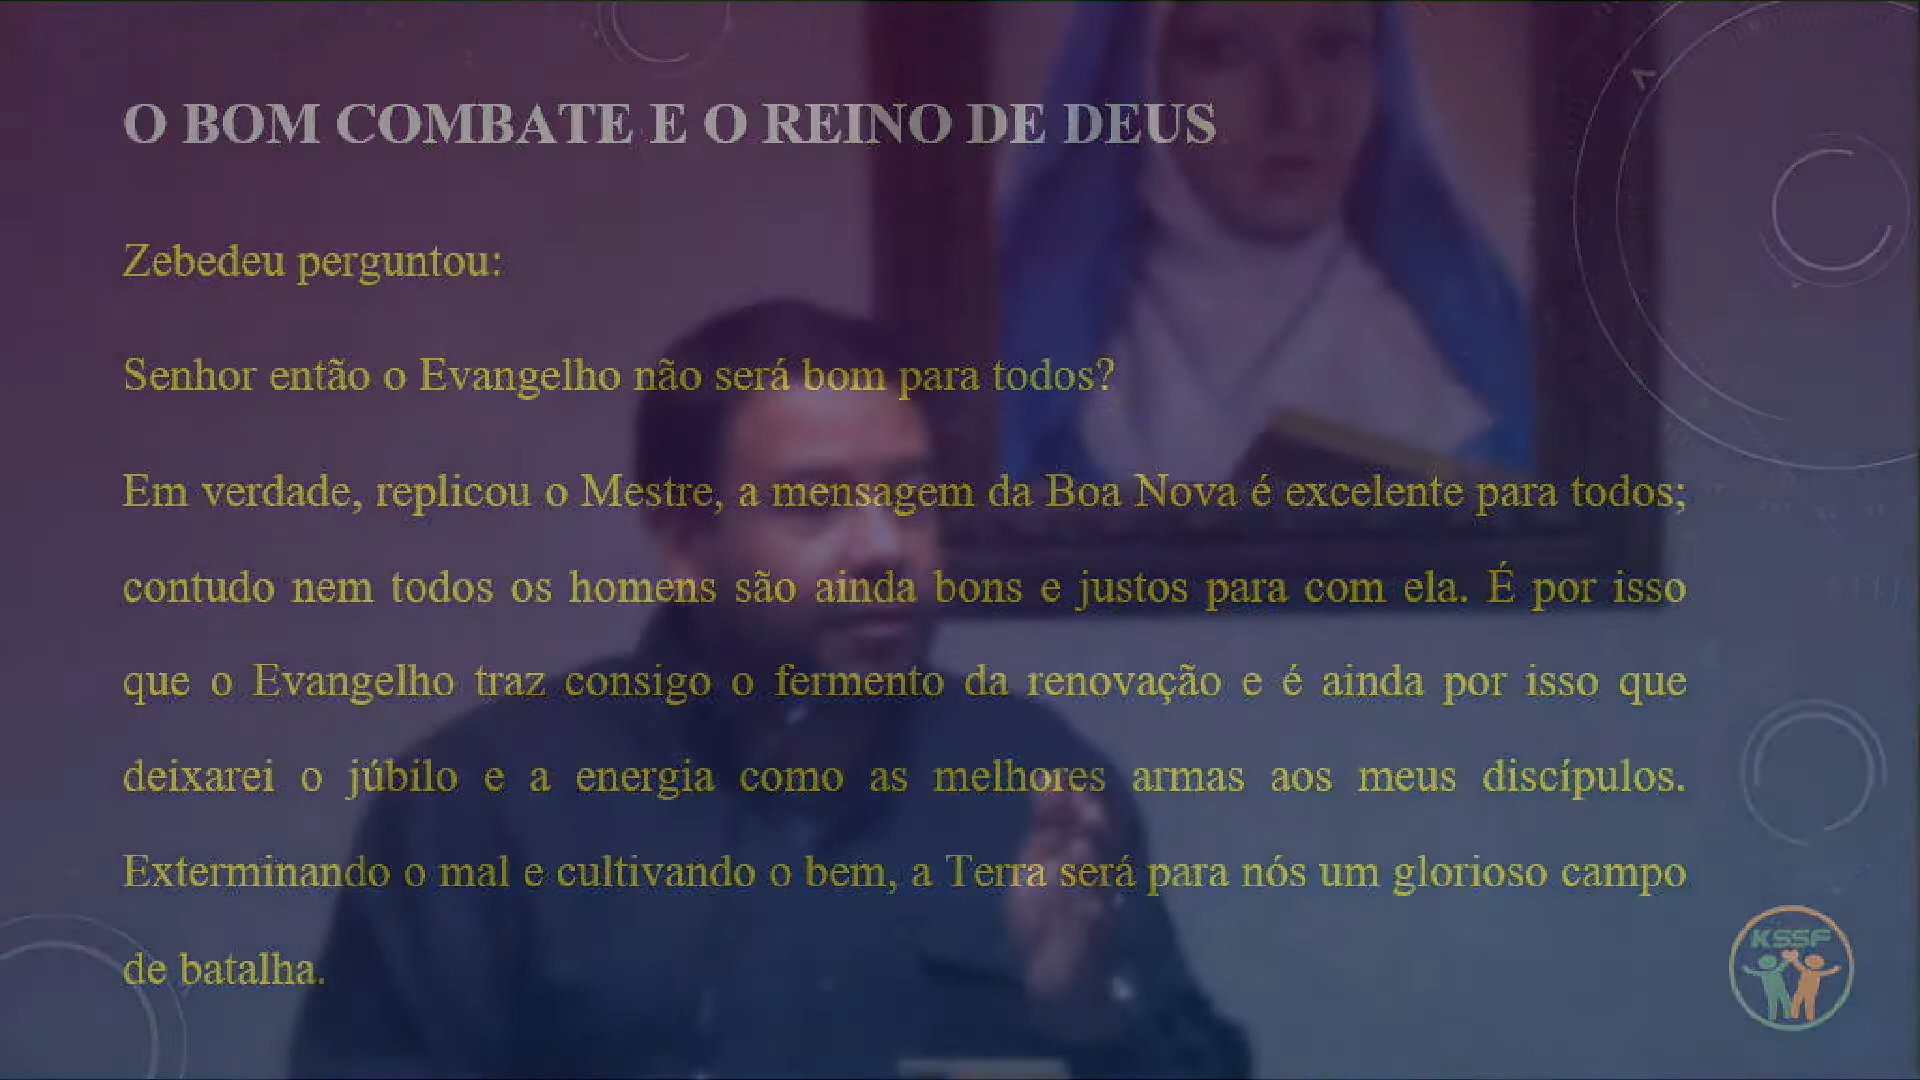 O BOM COMBATE E O REINO DE DEUS
Zebedeu perguntou:
Senhor então o Evangelho não será bom para todos?
Em verdade, replicou o Mestre, a mensagem da Boa Nova é excelente para todos;
contudo nem todos os homens são ainda bons e justos para com ela. É por isso
que o Evangelho traz consigo o fermento da renovação e é ainda por isso que
deixarei o júbilo e a energia como as melhores armas aos meus discípulos.
Exterminando o mal e cultivando o bem, a Terra será para nós um glorioso campo
de batalha.
KSSF